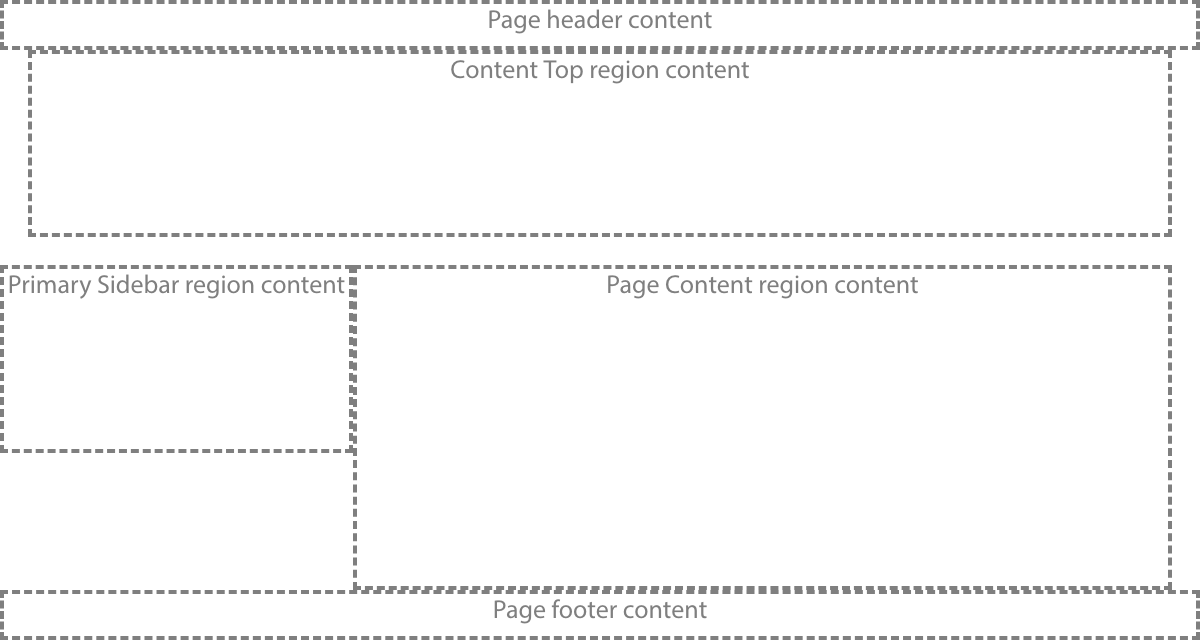 Page header content
Content Top region content
Primary Sidebar region content
Page Content region content
Page footer content